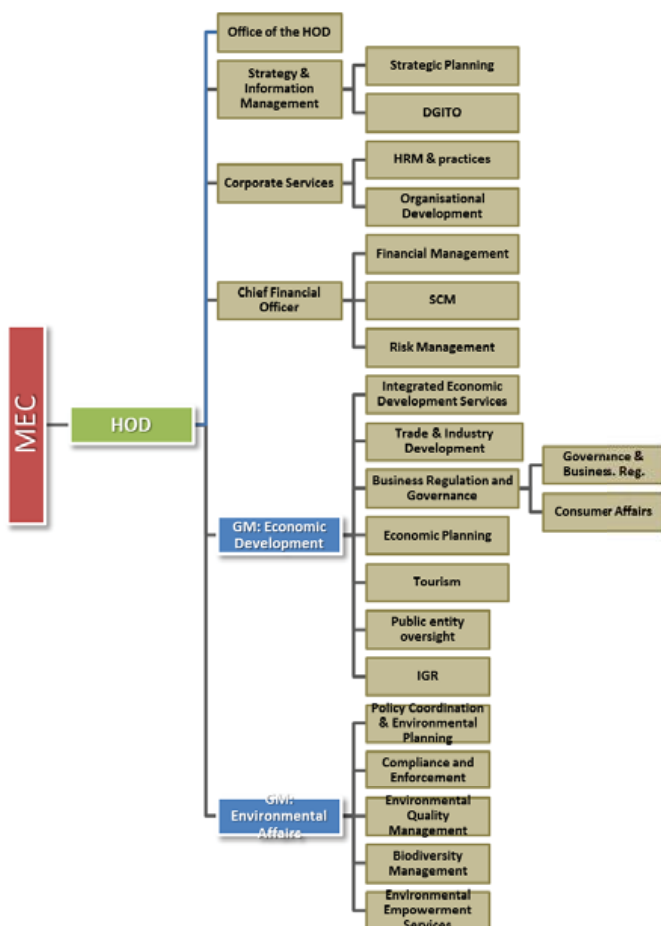 MEC
HOD
Office of the HOD
Strategy &
Information
Management
Strategic Planning
DGITO
Corporate Services
HRM & practices
Organisational
Development
Chief Financial
Officer
Financial Management
SCM
Risk Management
GM: Economic
Development
Integrated Economic
Development Services
Trade & Industry
Development
Business Regulation and
Governance
Governance &
Business. Reg.
Consumer Affairs
Economic Planning
Tourism
Public entity
oversight
IGR
GM:
Environmental
Affairs
Policy Coordination
& Environmental
Planning
Compliance and
Enforcement
Environmental
Quality
Management
Biodiversity
Management
Environmental
Empowerment
Services